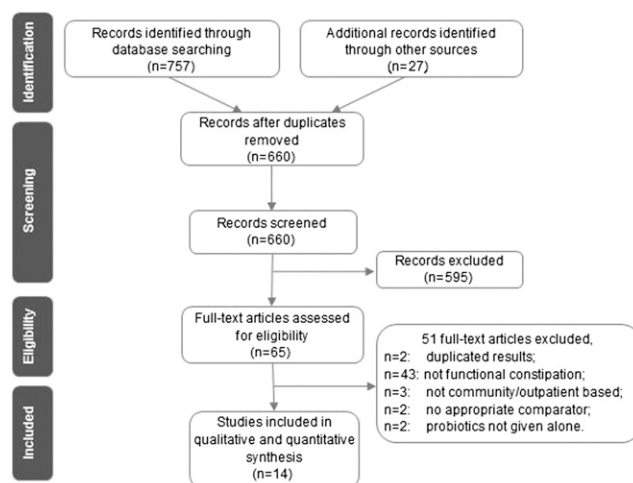 Identification
Records identified through
database searching
(n=757)
Additional records identified
through other sources
(n=27)
Screening
Records after duplicates
removed
(n=660)
Records screened
(n=660)
Records excluded
(n=595)
Eligibility
Full-text articles assessed
for eligibility
(n=65)
51 full-text articles excluded,
n=2: duplicated results;
n=43: not functional constipation;
n=3: not community/outpatient based;
n=2: no appropriate comparator;
n=2: probiotics not given alone.
Included
Studies included in
qualitative and quantitative
synthesis
(n=14)